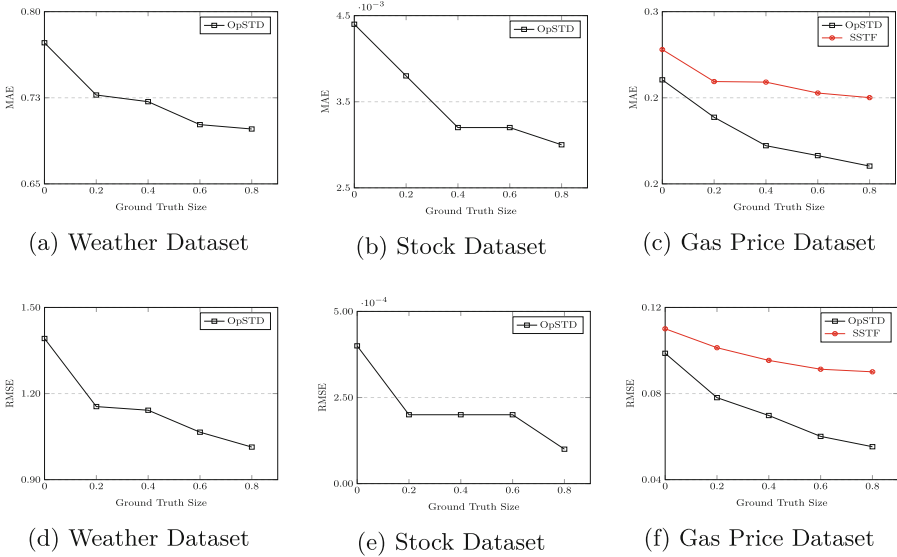 0.80
0.73
0.65
MAE
0 0.2 0.4 0.6 0.8
Ground Truth Size
OpSTD
(a) Weather Dataset
·10−3
4.5
3.5
2.5
MAE
0 0.2 0.4 0.6 0.8
Ground Truth Size
OpSTD
(b) Stock Dataset
0.3
0.2
0.2
MAE
0 0.2 0.4 0.6 0.8
Ground Truth Size
OpSTD
SSTF
(c) Gas Price Dataset
1.50
1.20
0.90
RMSE
0 0.2 0.4 0.6 0.8
Ground Truth Size
OpSTD
(d) Weather Dataset
·10−4
5.00
2.50
0.00
RMSE
0 0.2 0.4 0.6 0.8
Ground Truth Size
OpSTD
(e) Stock Dataset
0.12
0.08
0.04
RMSE
0 0.2 0.4 0.6 0.8
Ground Truth Size
OpSTD
SSTF
(f) Gas Price Dataset